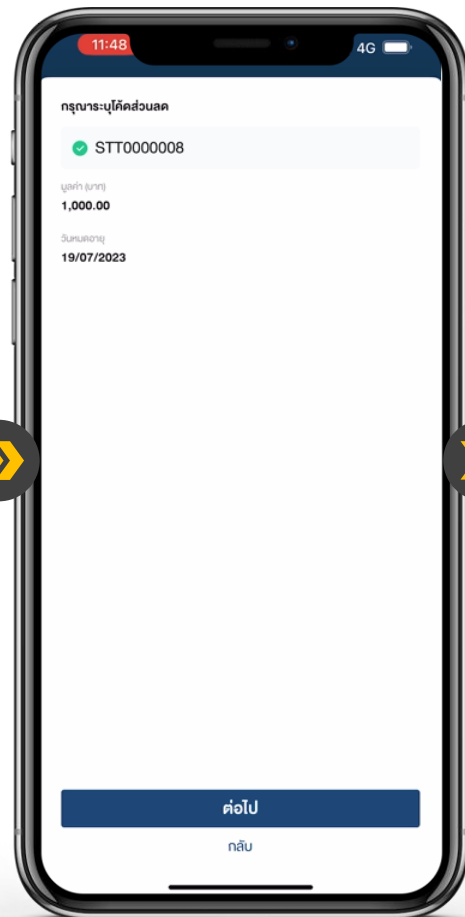 11:48
4G
กรุณาระบุโค้ดส่วนลด
STT0000008
มูลค่า (บาท)
1,000.00
วันหมดอายุ
19/07/2023
ต่อไป
กลับ